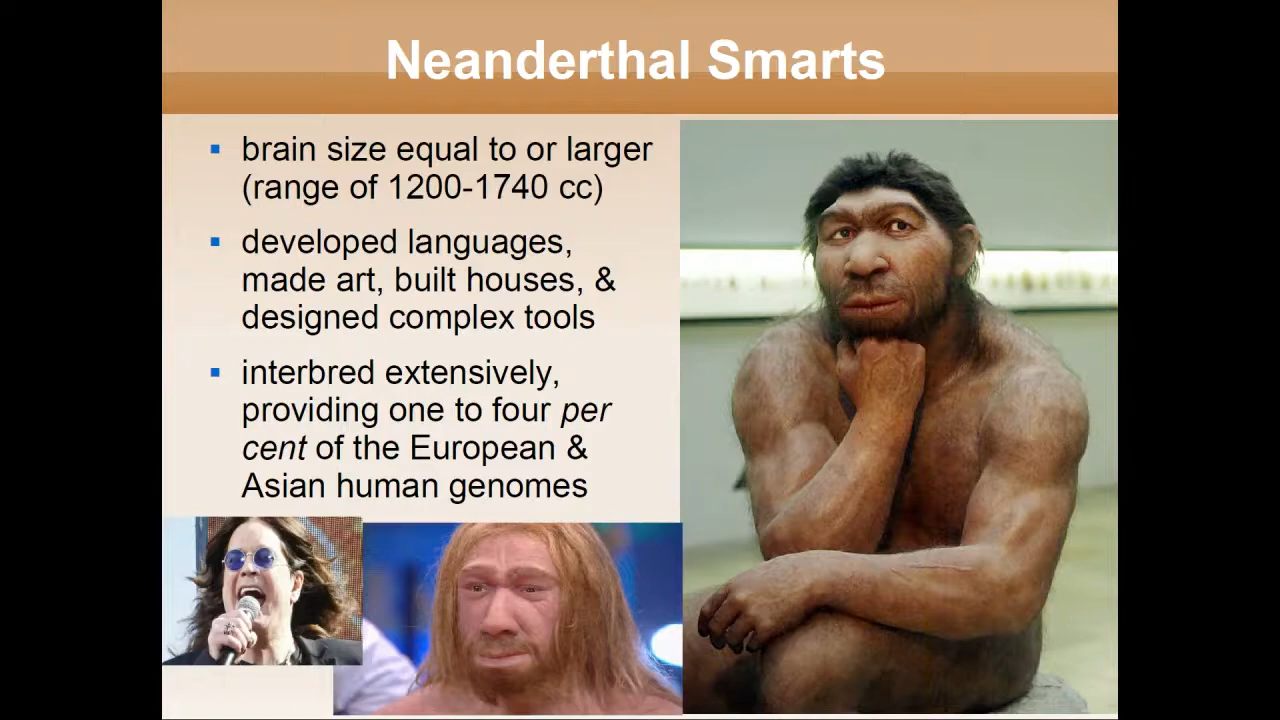 Neanderthal Smarts
▪ brain size equal to or larger
(range of 1200-1740 cc)
▪ developed languages,
made art, built houses, &
designed complex tools
▪ interbred extensively,
providing one to four per
cent of the European &
Asian human genomes